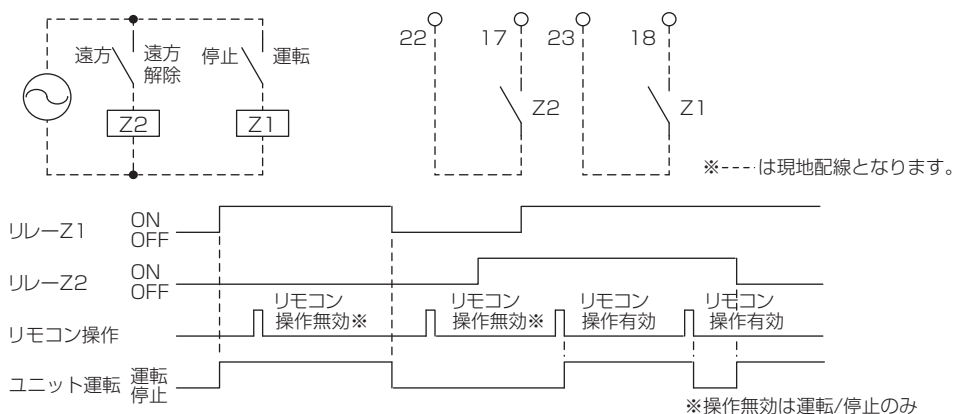 遠方
遠方
解除
停止
運転
Z2
Z1
22
17
23
18
Z2
Z1
※----は現地配線となります。
リレーZ1
ON
OFF
リレーZ2
ON
OFF
リモコン
操作無効※
リモコン
操作無効※
リモコン
操作有効
リモコン
操作有効
リモコン操作
ユニット運転
運転
停止
※操作無効は運転/停止のみ